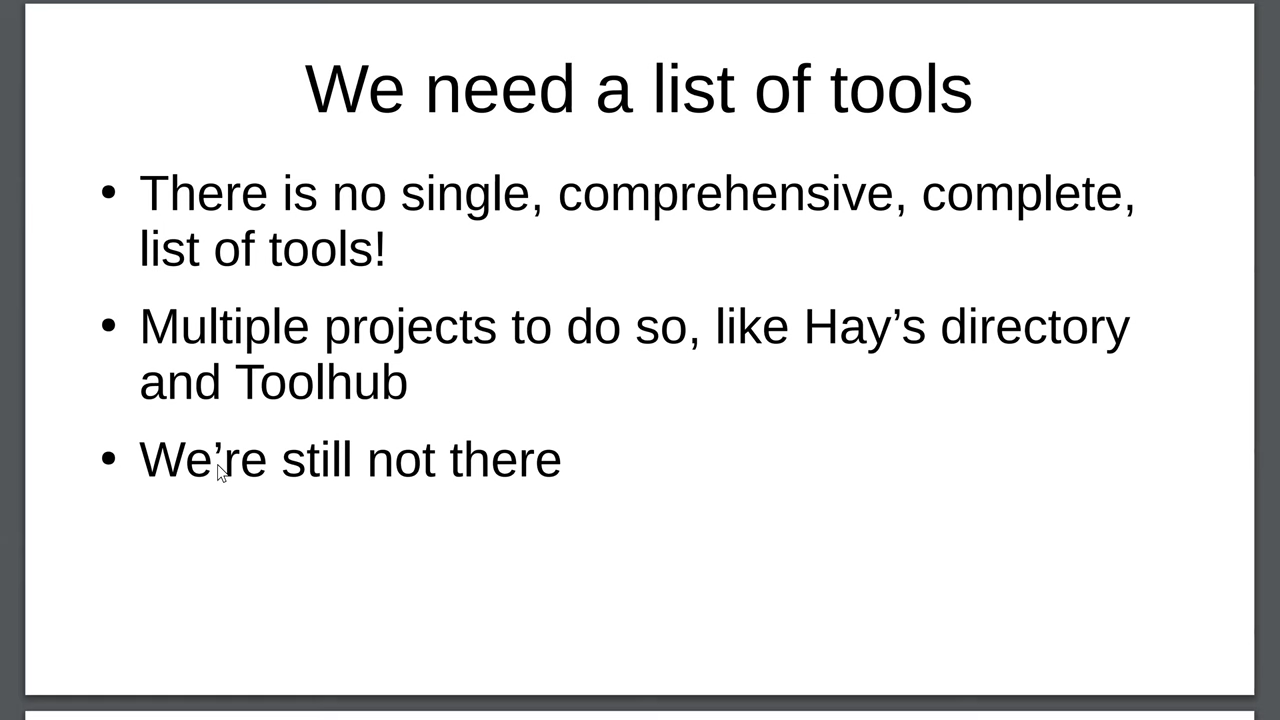 We need a list of tools
• There is no single, comprehensive, complete,
list of tools!
• Multiple projects to do so, like Hay’s directory
and Toolhub
• We’re still not there